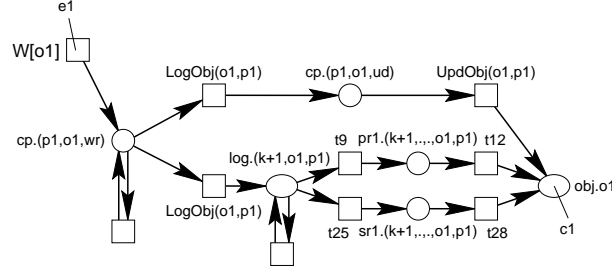 e1
W[o1]
LogObj(o1,p1)
cp.(p1,o1,ud)
UpdObj(o1,p1)
cp.(p1,o1,wr)
log.(k+1,o1,p1)
t9
pr1.(k+1,.,.,o1,p1)
t12
obj.o1
LogObj(o1,p1)
t25
sr1.(k+1,.,.,o1,p1)
t28
c1